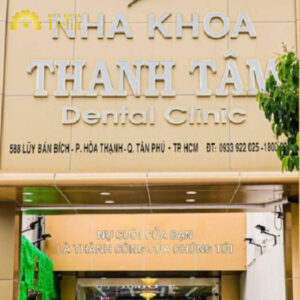 NHA KHOA
THANH TÂM
Dental Clinic
588 LŨY BÁN BÍCH - P. HÒA THẠNH - Q. TÂN PHÚ - TP. HCM ĐT: 0933 922 025 - 1800
NỤ CƯỜI CỦA BẠN
LÀ THÀNH CÔNG CỦA CHÚNG TÔI